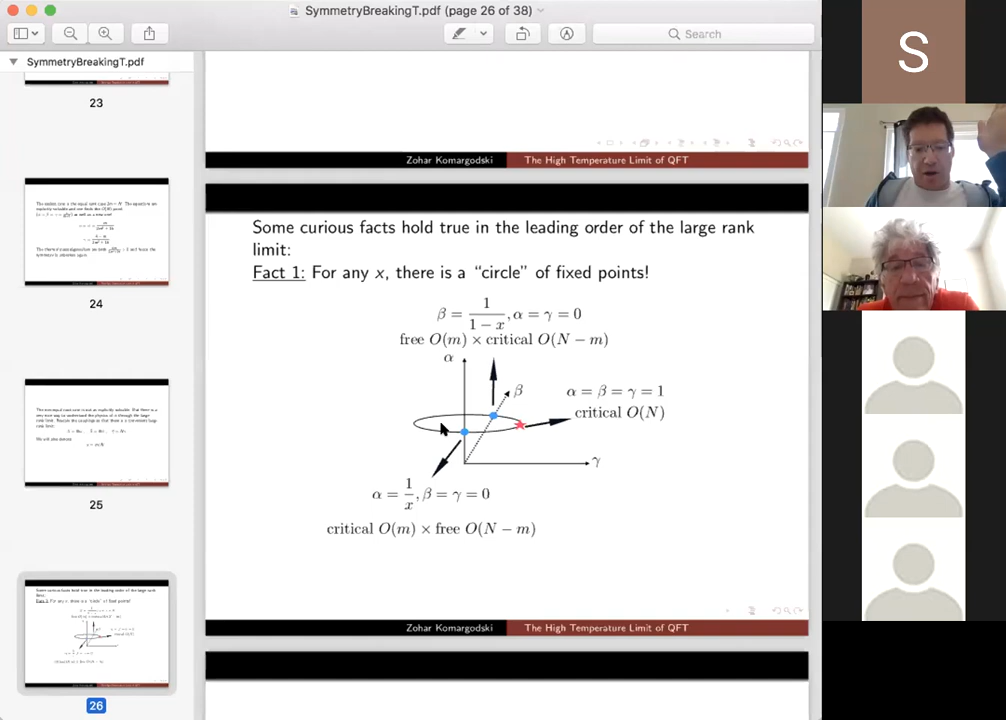 SymmetryBreakingT.pdf (page 26 of 38)
Search
SymmetryBreakingT.pdf
23
24
25
26
Zohar Komargodski The High Temperature Limit of QFT
Some curious facts hold true in the leading order of the large rank
limit:
Fact 1: For any x, there is a “circle” of fixed points!
β = 1/(1 − x), α = γ = 0
free O(m) × critical O(N − m)
α
β
α = β = γ = 1
critical O(N)
γ
α = 1/x, β = γ = 0
critical O(m) × free O(N − m)
Zohar Komargodski The High Temperature Limit of QFT
S